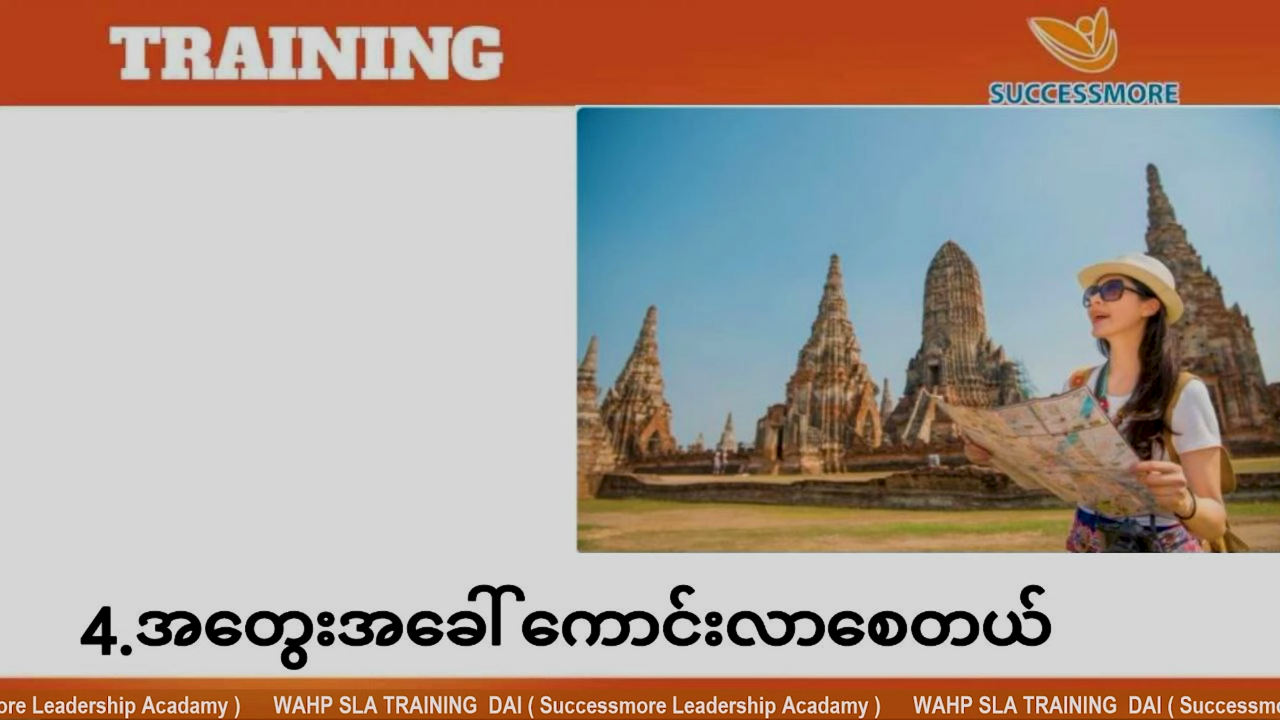 TRAINING
SUCCESSMORE
4.အတွေးအခေါ် ကောင်းလာစေတယ်
ore Leadership Acadamy ) WAHP SLA TRAINING DAI ( Successmore Leadership Acadamy ) WAHP SLA TRAINING DAI ( Successmo